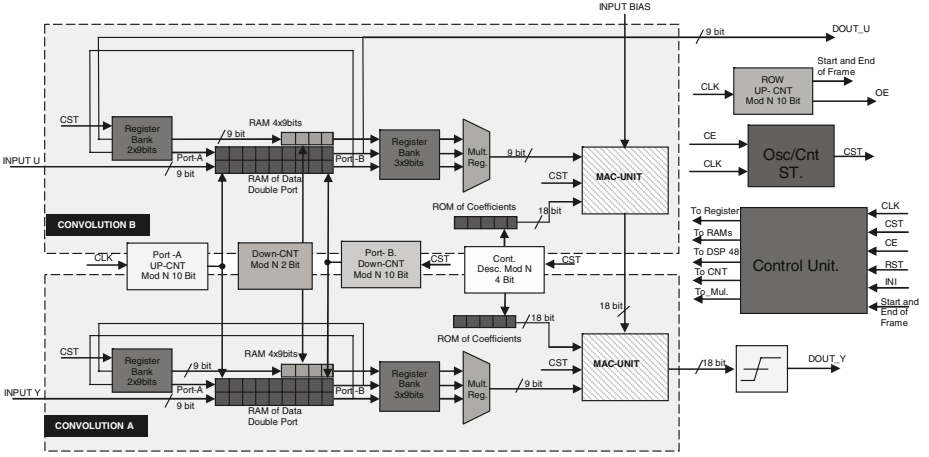 INPUT BIAS
9 bit
DOUT_U
CST
Register
Bank
2x9bits
9 bit
RAM 4x9bits
INPUT U
Port-A
9 bit
RAM of Data
Double Port
Port-B
Register
Bank
3x9bits
Mult.
Reg.
9 bit
CST
MAC-UNIT
ROM of Coefficients
18 bit
CONVOLUTION B
CLK
ROW
UP- CNT
Mod N 10 Bit
Start and End
of Frame
OE
CE
CLK
Osc/Cnt
ST.
CST
To Register
To RAMs
To DSP 48
To CNT
To_Mul.
Control Unit.
CLK
CST
CE
RST
INI
Start and
End of
Frame
CLK
Port -A
UP-CNT
Mod N 10 Bit
Down-CNT
Mod N 2 Bit
Port- B.
Down-CNT
Mod N 10 Bit
CST
Cont.
Desc. Mod N
4 Bit
CST
18 bit
18 bit
ROM of Coefficients
CST
Register
Bank
2x9bits
9 bit
RAM 4x9bits
INPUT Y
Port-A
9 bit
RAM of Data
Double Port
Port -B
Register
Bank
3x9bits
Mult.
Reg.
9 bit
CST
MAC-UNIT
18 bit
DOUT_Y
CONVOLUTION A